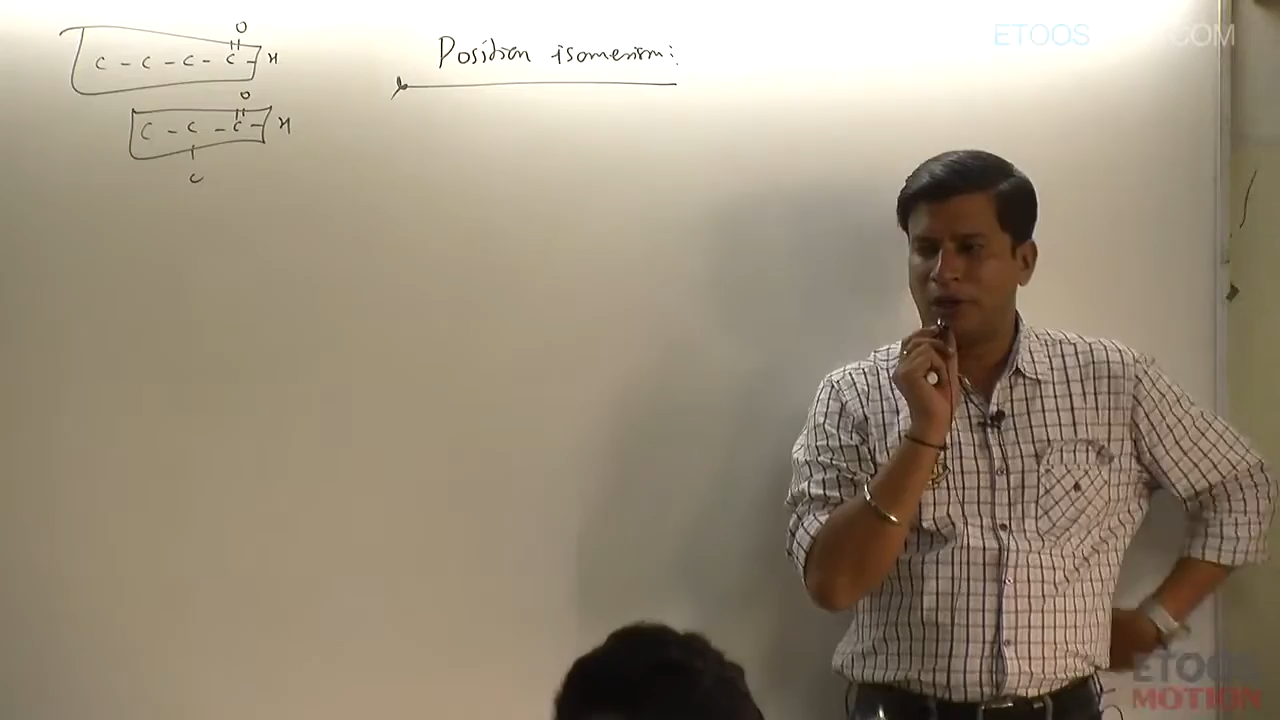 O
C - C - C - C - H
O
C - C - C - H
C
Position isomerism:
ETOOS .COM
ETOOS
MOTION